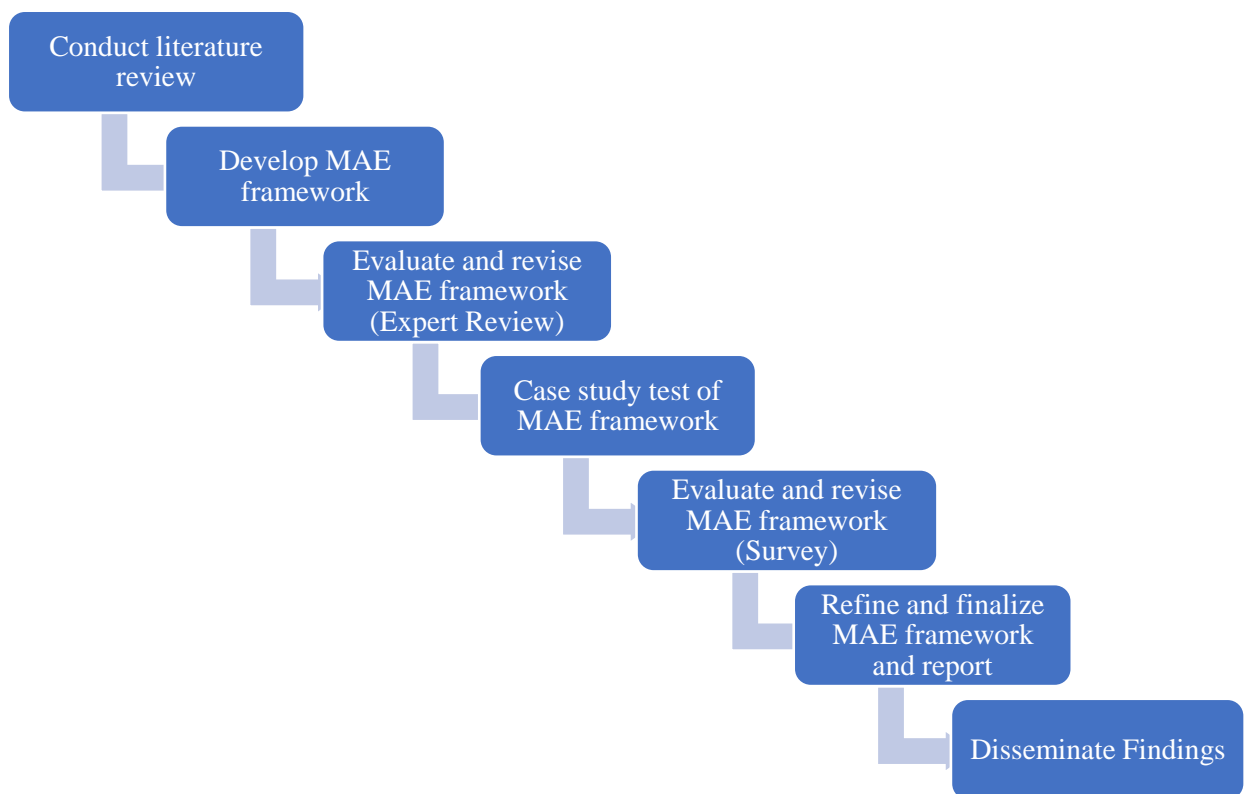 Conduct literature
review
Develop MAE
framework
Evaluate and revise
MAE framework
(Expert Review)
Case study test of
MAE framework
Evaluate and revise
MAE framework
(Survey)
Refine and finalize
MAE framework
and report
Disseminate Findings